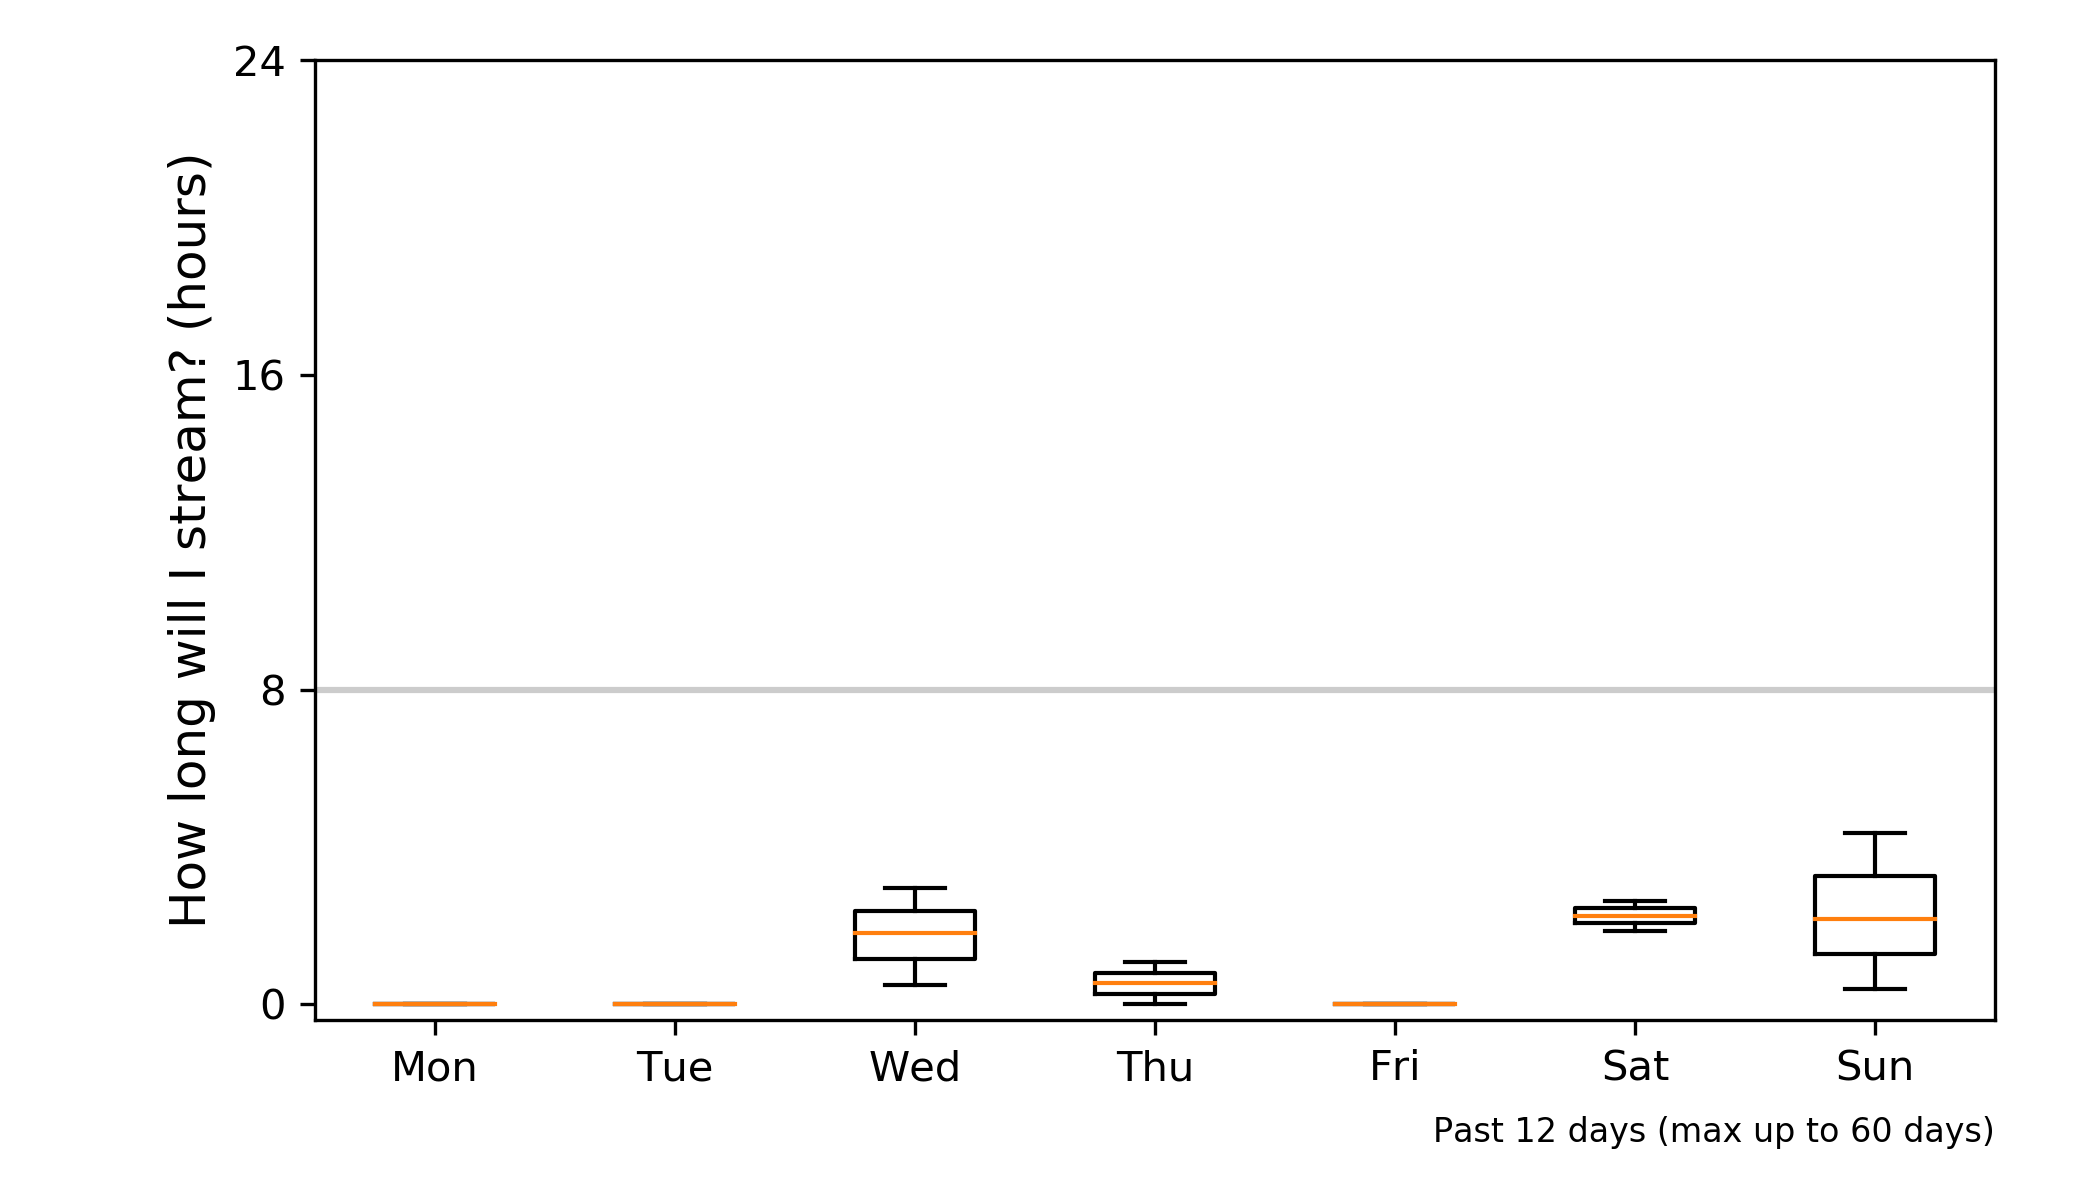 How long will I stream? (hours)
24
16
8
0
Mon Tue Wed Thu Fri Sat Sun
Past 12 days (max up to 60 days)